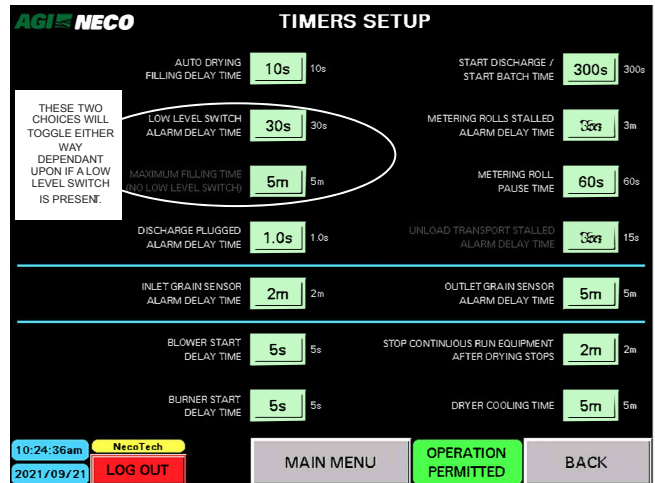 AGI NECO
TIMERS SETUP
AUTO DRYING
FILLING DELAY TIME
10s
10s
START DISCHARGE /
START BATCH TIME
300s
300s
THESE TWO
CHOICES WILL
TOGGLE EITHER
WAY
DEPENDANT
UPON IF A LOW
LEVEL SWITCH
IS PRESENT.
LOW LEVEL SWITCH
ALARM DELAY TIME
30s
30s
METERING ROLLS STALLED
ALARM DELAY TIME
3m
MAXIMUM FILLING TIME
(NO LOW LEVEL SWITCH)
5m
5m
METERING ROLL
PAUSE TIME
60s
60s
DISCHARGE PLUGGED
ALARM DELAY TIME
1.0s
1.0s
UNLOAD TRANSPORT STALLED
ALARM DELAY TIME
15s
INLET GRAIN SENSOR
ALARM DELAY TIME
2m
2m
OUTLET GRAIN SENSOR
ALARM DELAY TIME
5m
5m
BLOWER START
DELAY TIME
5s
5s
STOP CONTINUOUS RUN EQUIPMENT
AFTER DRYING STOPS
2m
2m
BURNER START
DELAY TIME
5s
5s
DRYER COOLING TIME
5m
5m
10:24:36am
NecoTech
2021/09/21
LOG OUT
MAIN MENU
OPERATION
PERMITTED
BACK